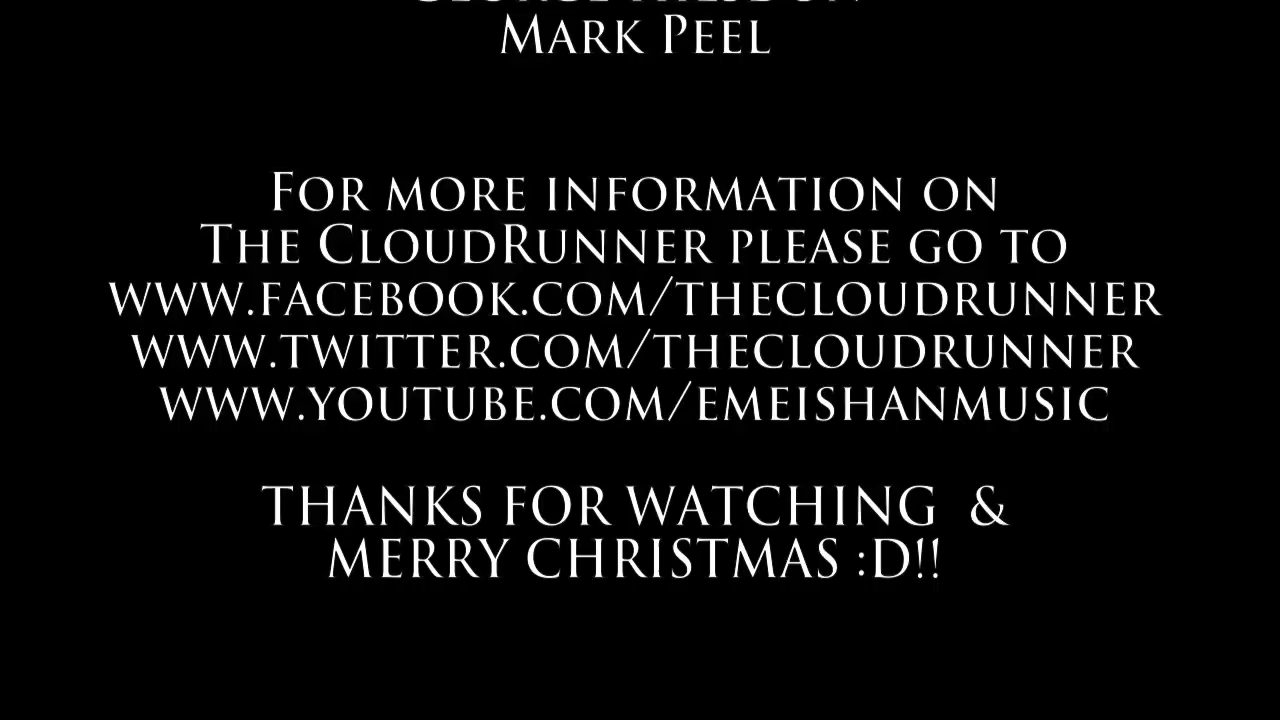 Mark Peel
For more information on
The CloudRunner please go to
www.facebook.com/thecloudrunner
www.twitter.com/thecloudrunner
www.youtube.com/emeishanmusic
THANKS FOR WATCHING &
MERRY CHRISTMAS :D!!